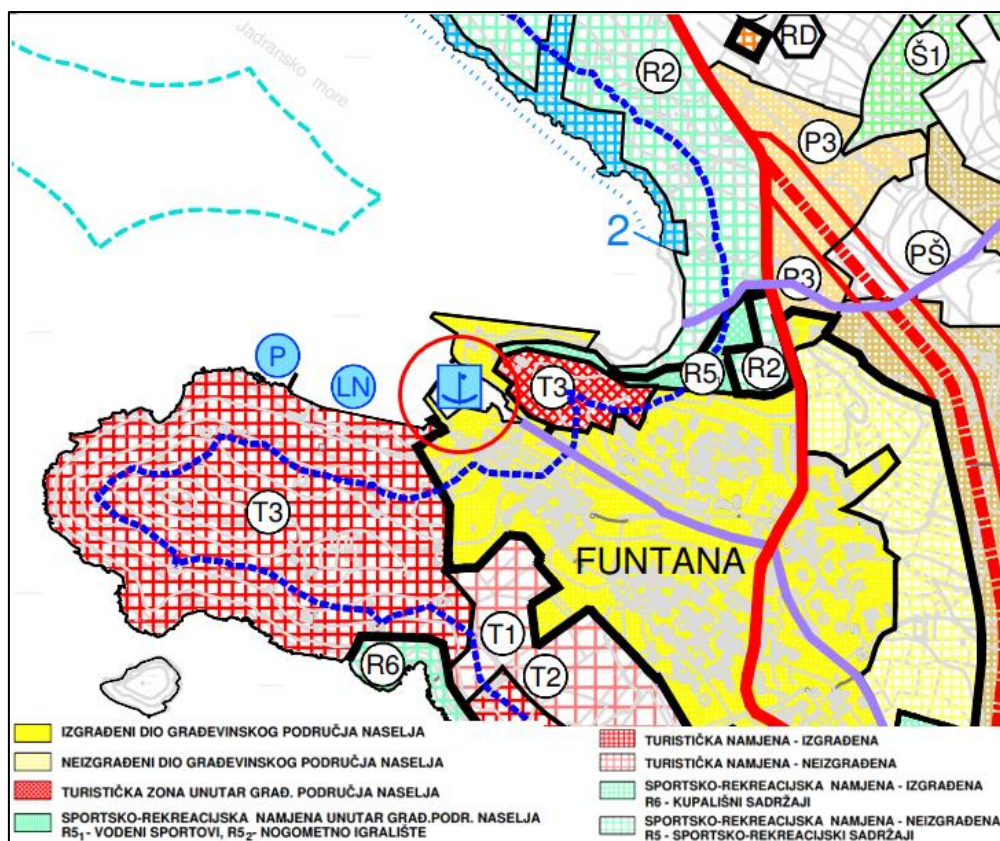 Jadransko more
RD
Š1
R2
P3
2
PŠ
P3
P
LN
T3
R5
R2
T3
FUNTANA
T1
T2
R6
IZGRAĐENI DIO GRAĐEVINSKOG PODRUČJA NASELJA
NEIZGRAĐENI DIO GRAĐEVINSKOG PODRUČJA NASELJA
TURISTIČKA ZONA UNUTAR GRAĐ. PODRUČJA NASELJA
SPORTSKO-REKREACIJSKA NAMJENA UNUTAR GRAĐ.PODR. NASELJA
R5₁- VODENI SPORTOVI, R5₂- NOGOMETNO IGRALIŠTE
TURISTIČKA NAMJENA - IZGRAĐENA
TURISTIČKA NAMJENA - NEIZGRAĐENA
SPORTSKO-REKREACIJSKA NAMJENA - IZGRAĐENA
R6 - KUPALIŠNI SADRŽAJI
SPORTSKO-REKREACIJSKA NAMJENA - NEIZGRAĐENA
R5 - SPORTSKO-REKREACIJSKI SADRŽAJI